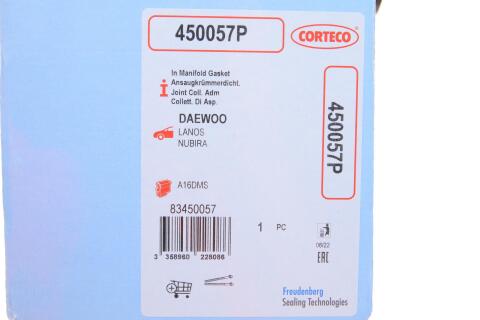 450057P
CORTECO
In Manifold Gasket
Ansaugkrümmerdicht.
Joint Coll. Adm
Collett. Di Asp.
DAEWOO
LANOS
NUBIRA
450057P
A16DMS
83450057
1 PC
3 358960 228086
06/22
EAC
Freudenberg
Sealing Technologies